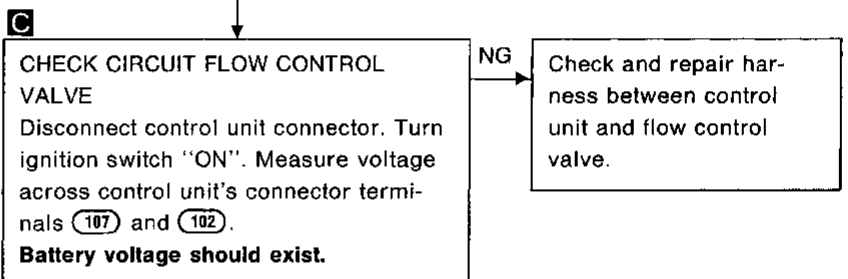 C
CHECK CIRCUIT FLOW CONTROL
VALVE
Disconnect control unit connector. Turn
ignition switch "ON". Measure voltage
across control unit's connector termi-
nals 107 and 102.
Battery voltage should exist.
NG
Check and repair har-
ness between control
unit and flow control
valve.